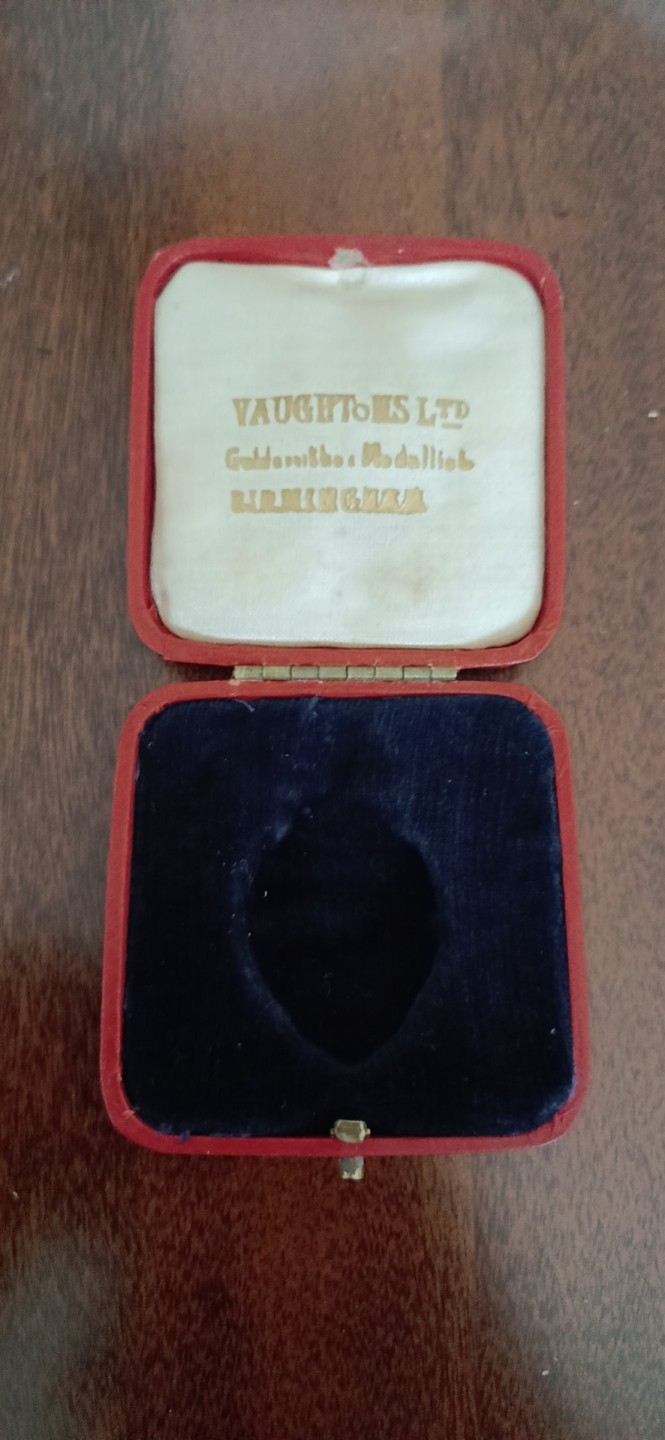 VAUGHTONS LTD
Goldsmiths & Medallists
BIRMINGHAM